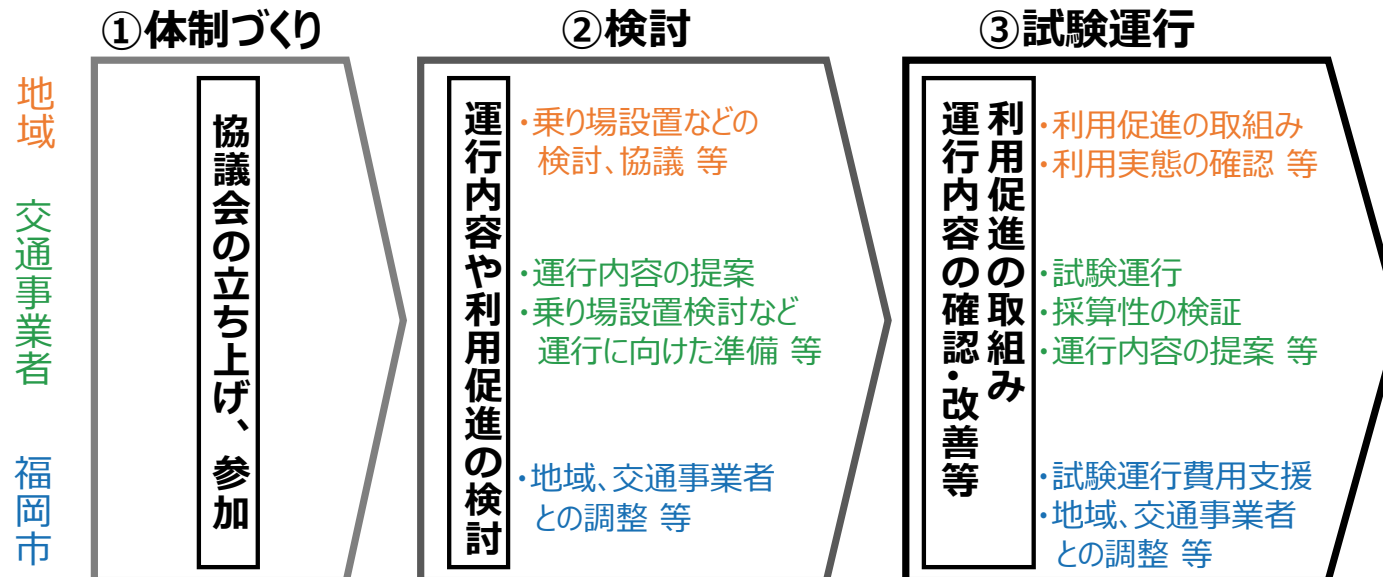 ①体制づくり
②検討
③試験運行
地域
交通事業者
福岡市
協議会の立ち上げ、参加
運行内容や利用促進の検討
・乗り場設置などの
検討、協議 等
・運行内容の提案
・乗り場設置検討など
運行に向けた準備 等
・地域、交通事業者
との調整 等
利用促進の取組み
運行内容の確認・改善等
・利用促進の取組み
・利用実態の確認 等
・試験運行
・採算性の検証
・運行内容の提案 等
・試験運行費用支援
・地域、交通事業者
との調整 等